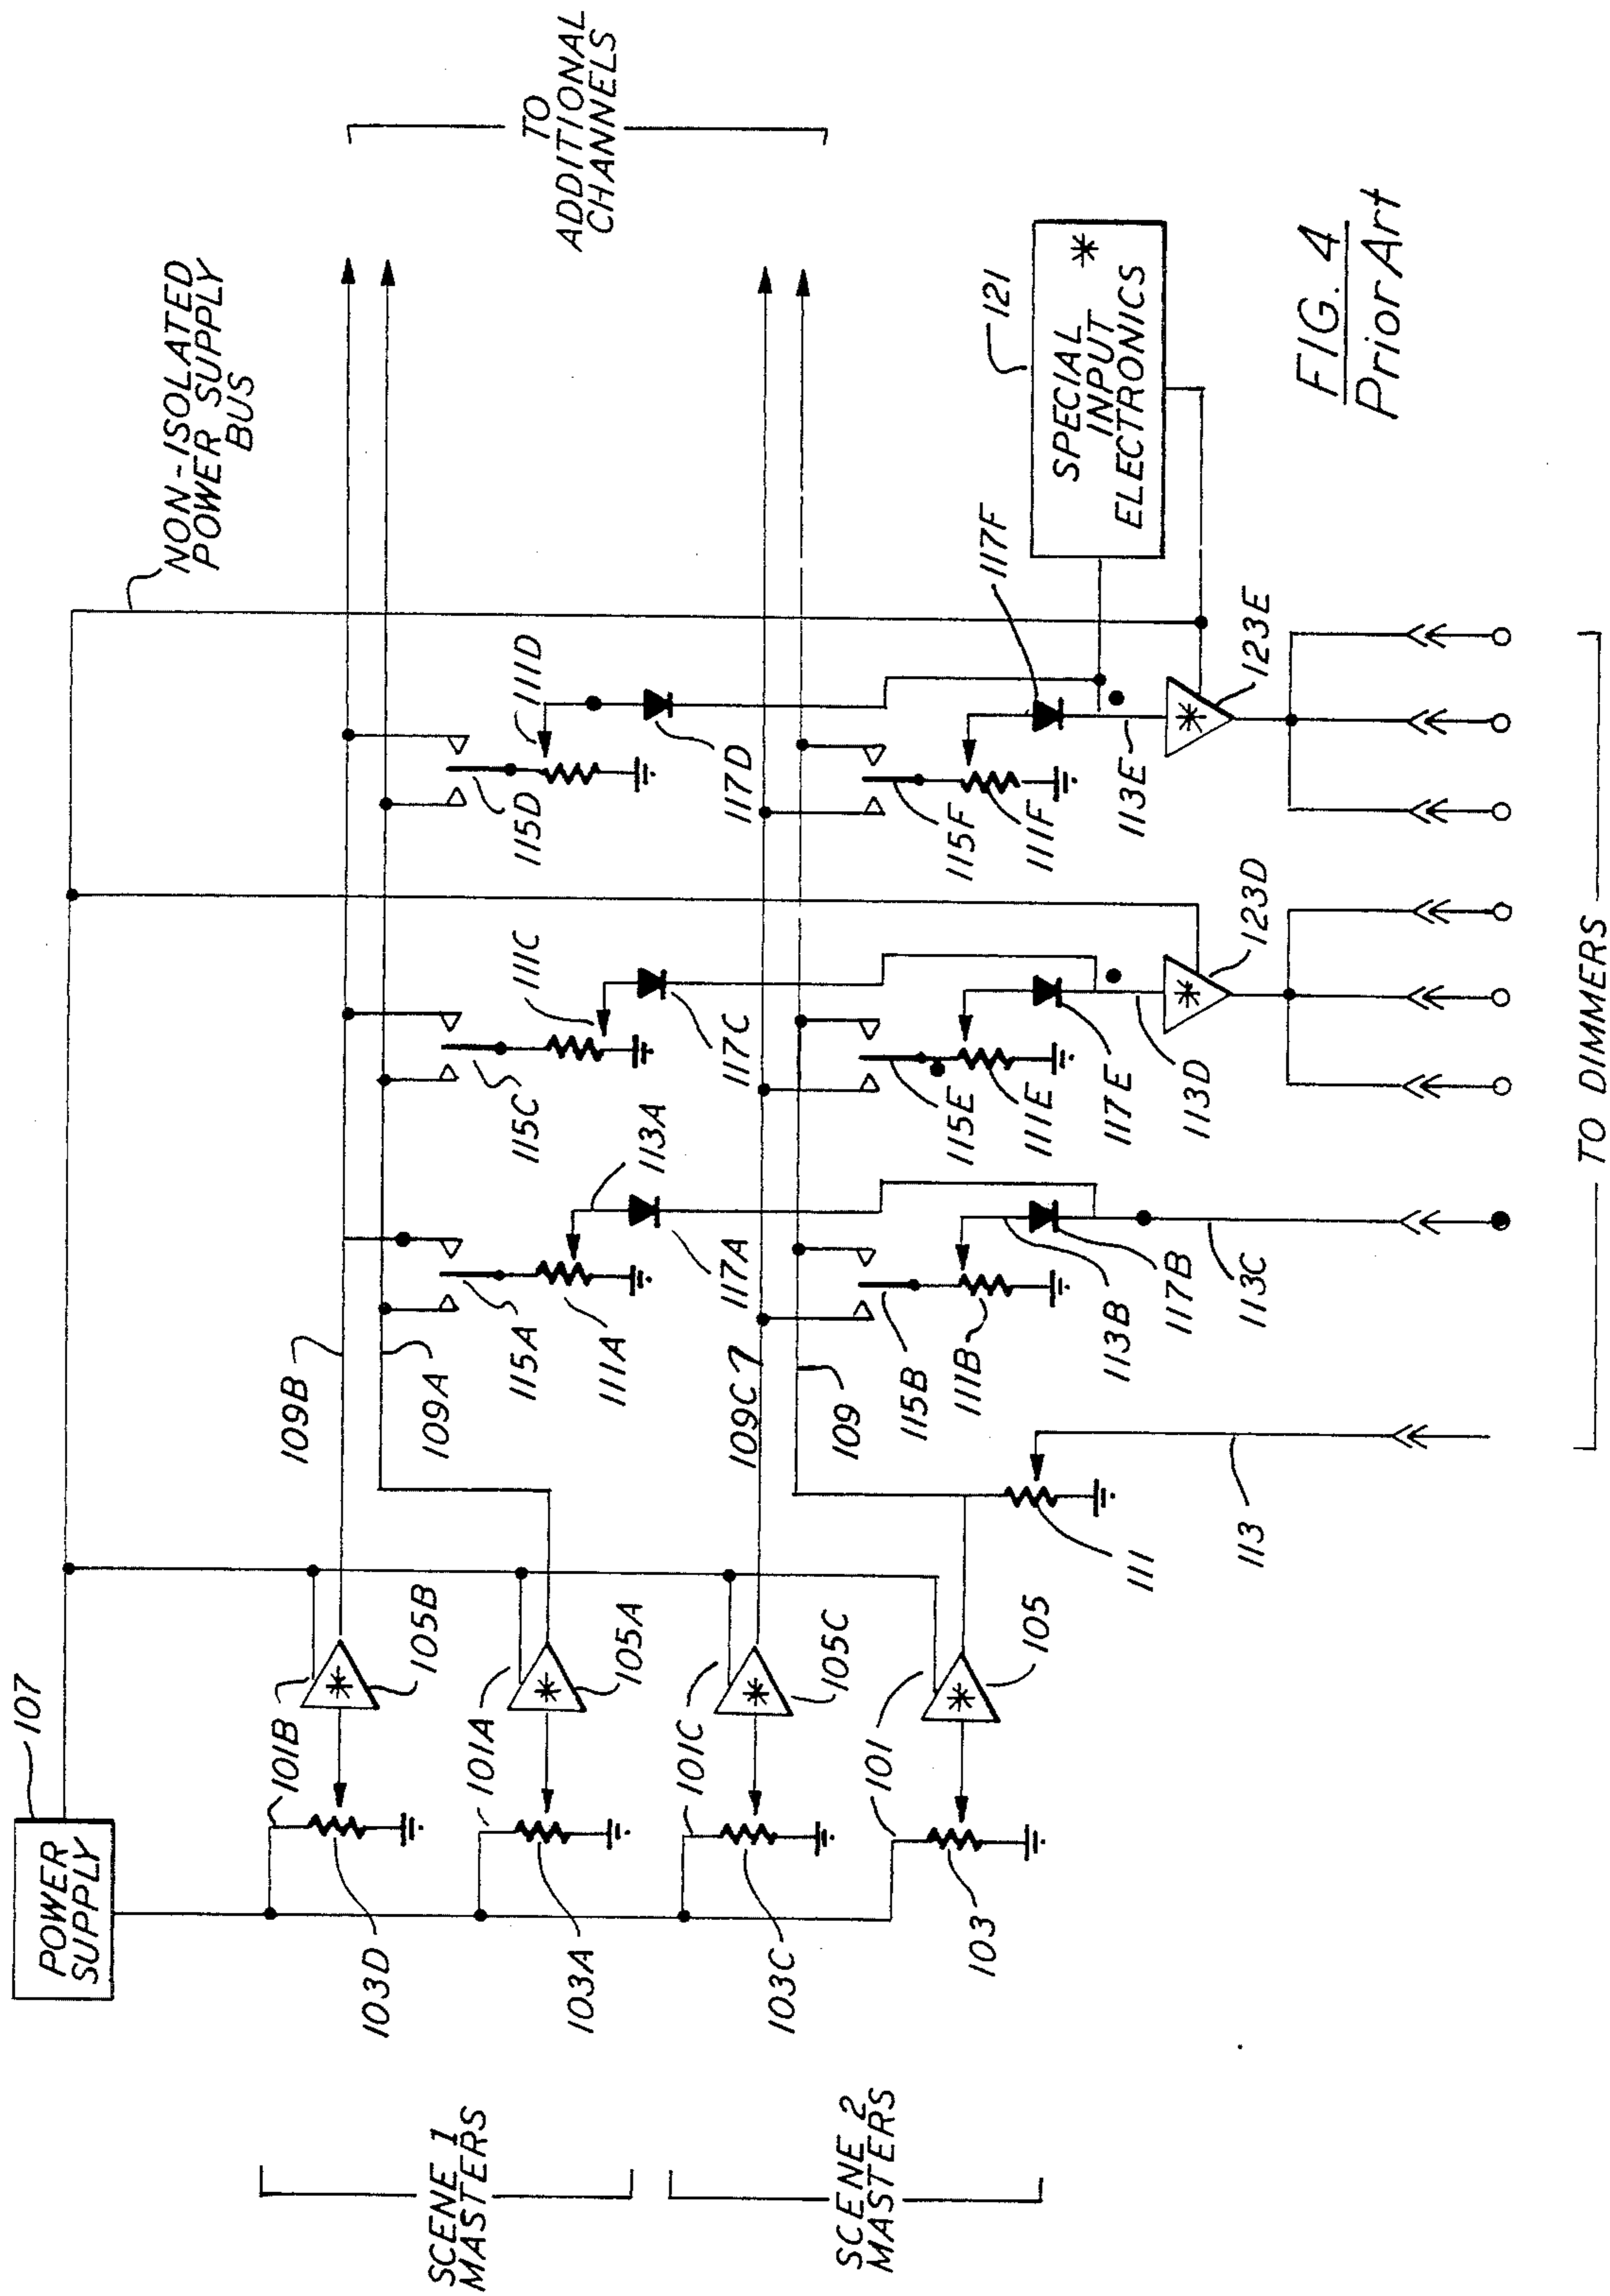 POWER
SUPPLY
107
NON-ISOLATED
POWER SUPPLY
BUS
TO
ADDITIONAL
CHANNELS
SCENE 1
MASTERS
SCENE 2
MASTERS
101B
103D
105B
109B
101A
103A
105A
109A
101C
103C
105C
109C
101
103
105
109
111
113
115A
111A
113A
117A
115C
111C
117C
115D
111D
117D
115B
111B
113B
117B
113C
115E
111E
117E
113D
123D
115F
111F
117F
113E
123E
121
SPECIAL *
INPUT
ELECTRONICS
*
*
*
*
*
*
TO DIMMERS
FIG. 4
Prior Art